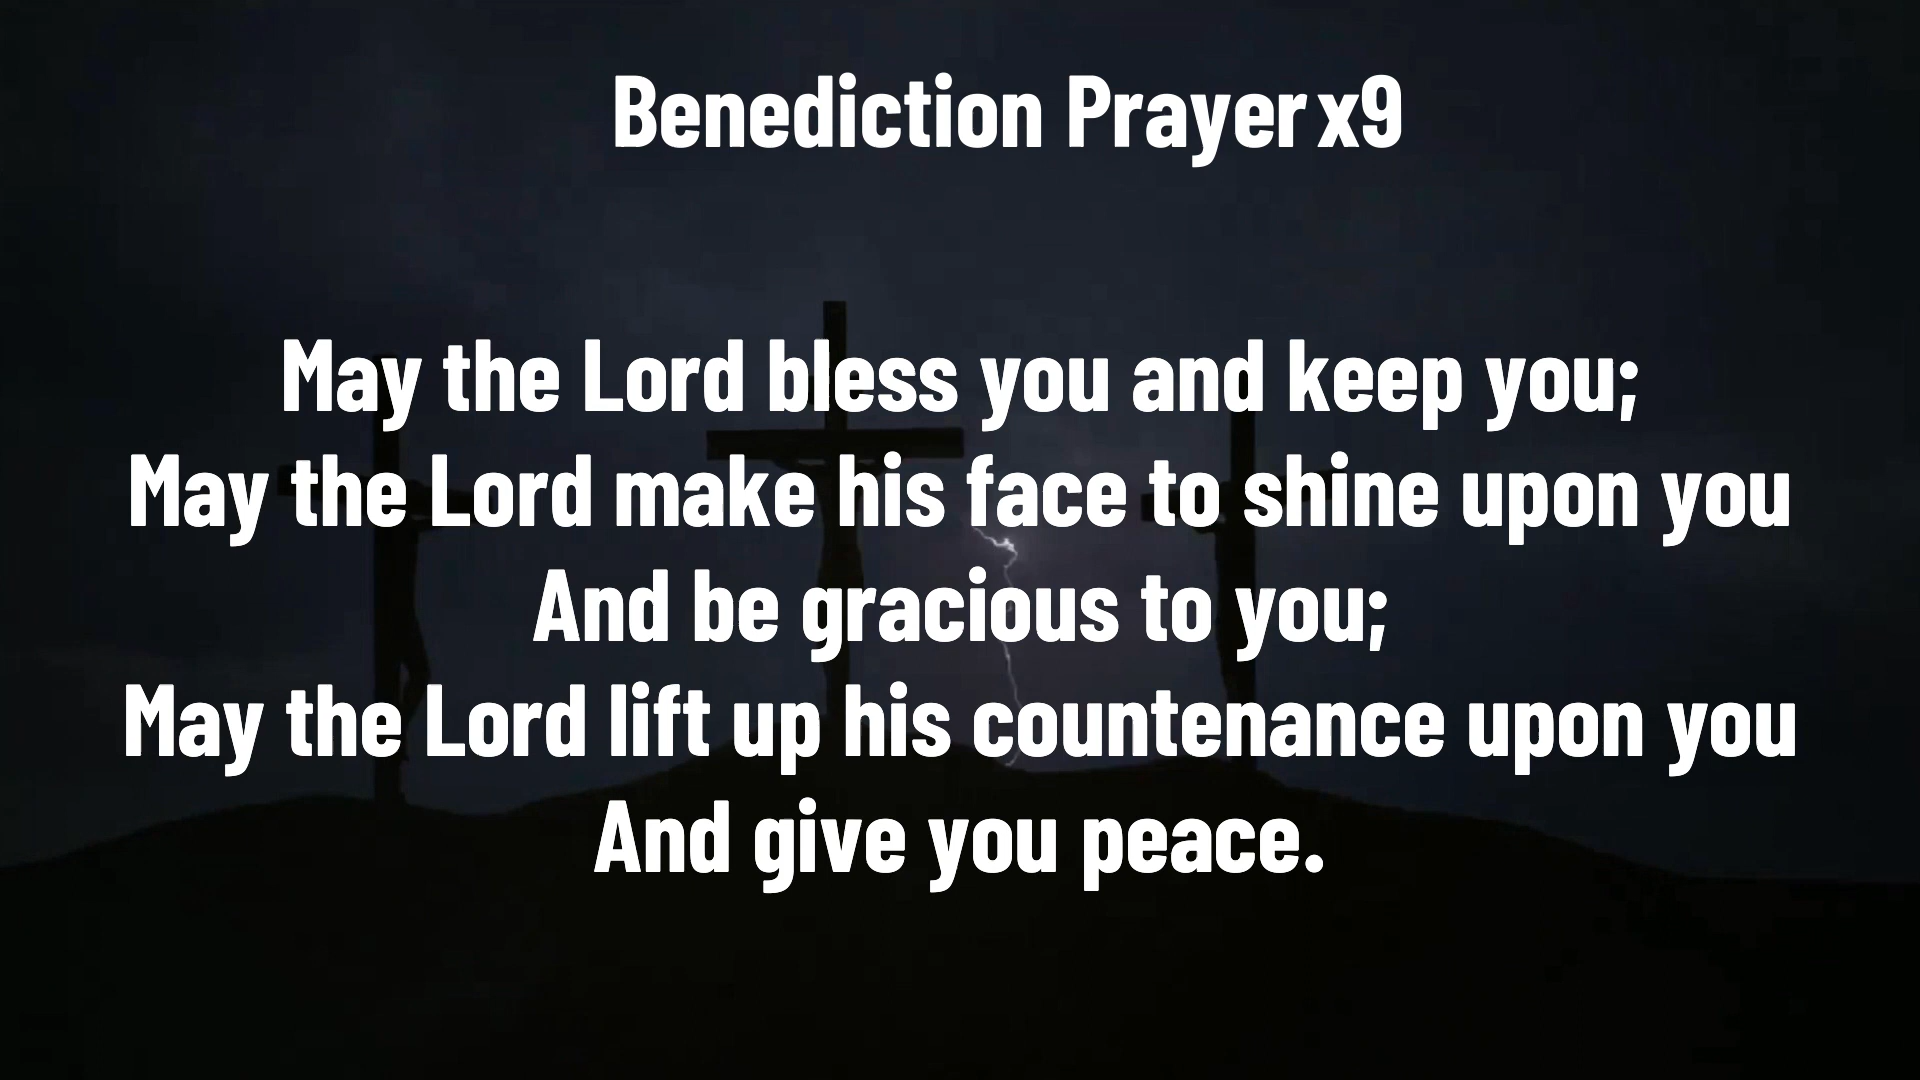 Benediction Prayer x9
May the Lord bless you and keep you;
May the Lord make his face to shine upon you
And be gracious to you;
May the Lord lift up his countenance upon you
And give you peace.